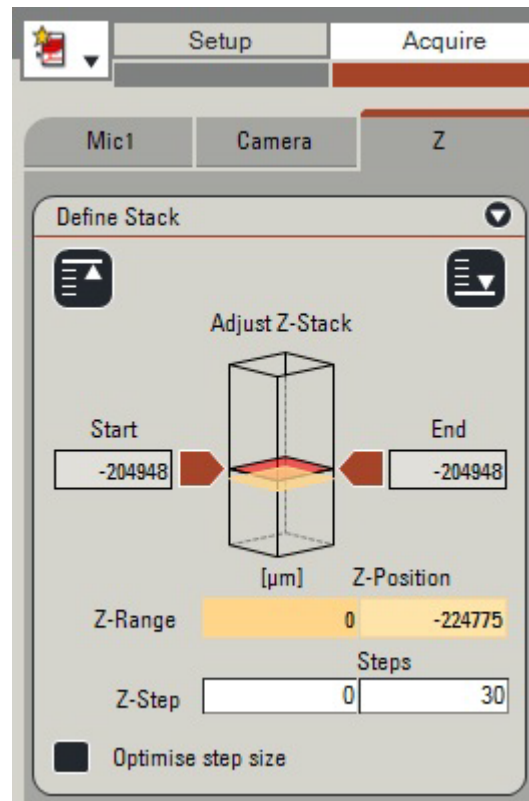 Setup Acquire
Mic1 Camera Z
Define Stack
Adjust Z-Stack
Start End
-204948 -204948
[µm] Z-Position
Z-Range 0 -224775
Steps
Z-Step 0 30
Optimise step size